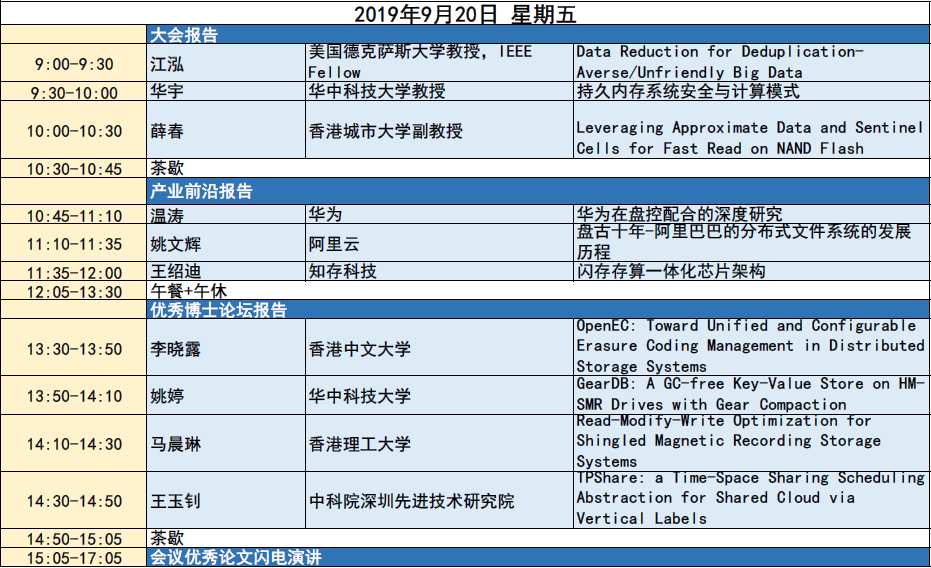 2019年9月20日 星期五
大会报告
9:00-9:30 江泓 美国德克萨斯大学教授, IEEE Fellow Data Reduction for Deduplication-Averse/Unfriendly Big Data
9:30-10:00 华宇 华中科技大学教授 持久内存系统安全与计算模式
10:00-10:30 薛春 香港城市大学副教授 Leveraging Approximate Data and Sentinel Cells for Fast Read on NAND Flash
10:30-10:45 茶歇
产业前沿报告
10:45-11:10 温涛 华为 华为在盘控配合的深度研究
11:10-11:35 姚文辉 阿里云 盘古十年-阿里巴巴的分布式文件系统的发展历程
11:35-12:00 王绍迪 知存科技 闪存存算一体化芯片架构
12:05-13:30 午餐+午休
优秀博士论坛报告
13:30-13:50 李晓露 香港中文大学 OpenEC: Toward Unified and Configurable Erasure Coding Management in Distributed Storage Systems
13:50-14:10 姚婷 华中科技大学 GearDB: A GC-free Key-Value Store on HM-SMR Drives with Gear Compaction
14:10-14:30 马晨琳 香港理工大学 Read-Modify-Write Optimization for Shingled Magnetic Recording Storage Systems
14:30-14:50 王玉钊 中科院深圳先进技术研究院 TPShare: a Time-Space Sharing Scheduling Abstraction for Shared Cloud via Vertical Labels
14:50-15:05 茶歇
15:05-17:05 会议优秀论文闪电演讲